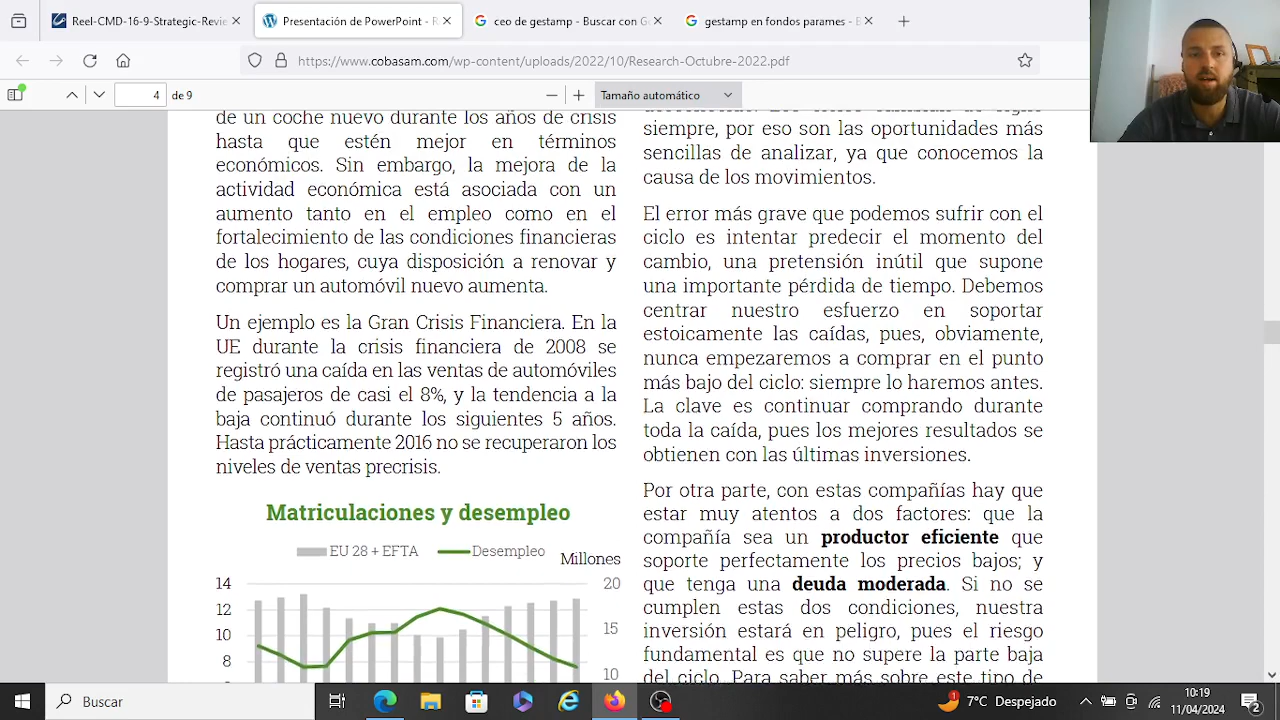 Reel-CMD-16-9-Strategic-Revie
Presentación de PowerPoint - R
ceo de gestamp - Buscar con Go
gestamp en fondos parames - B
https://www.cobasam.com/wp-content/uploads/2022/10/Research-Octubre-2022.pdf
4 de 9
Tamaño automático
de un coche nuevo durante los años de crisis
hasta que estén mejor en términos
económicos. Sin embargo, la mejora de la
actividad económica está asociada con un
aumento tanto en el empleo como en el
fortalecimiento de las condiciones financieras
de los hogares, cuya disposición a renovar y
comprar un automóvil nuevo aumenta.
Un ejemplo es la Gran Crisis Financiera. En la
UE durante la crisis financiera de 2008 se
registró una caída en las ventas de automóviles
de pasajeros de casi el 8%, y la tendencia a la
baja continuó durante los siguientes 5 años.
Hasta prácticamente 2016 no se recuperaron los
niveles de ventas precrisis.
Matriculaciones y desempleo
EU 28 + EFTA
Desempleo
Millones
14
20
12
10
15
8
10
siempre, por eso son las oportunidades más
sencillas de analizar, ya que conocemos la
causa de los movimientos.
El error más grave que podemos sufrir con el
ciclo es intentar predecir el momento del
cambio, una pretensión inútil que supone
una importante pérdida de tiempo. Debemos
centrar nuestro esfuerzo en soportar
estoicamente las caídas, pues, obviamente,
nunca empezaremos a comprar en el punto
más bajo del ciclo: siempre lo haremos antes.
La clave es continuar comprando durante
toda la caída, pues los mejores resultados se
obtienen con las últimas inversiones.
Por otra parte, con estas compañías hay que
estar muy atentos a dos factores: que la
compañía sea un productor eficiente que
soporte perfectamente los precios bajos; y
que tenga una deuda moderada. Si no se
cumplen estas dos condiciones, nuestra
inversión estará en peligro, pues el riesgo
fundamental es que no supere la parte baja
del ciclo. Para saber más sobre este tipo de
Buscar
1
7°C Despejado
10:19
11/04/2024
2